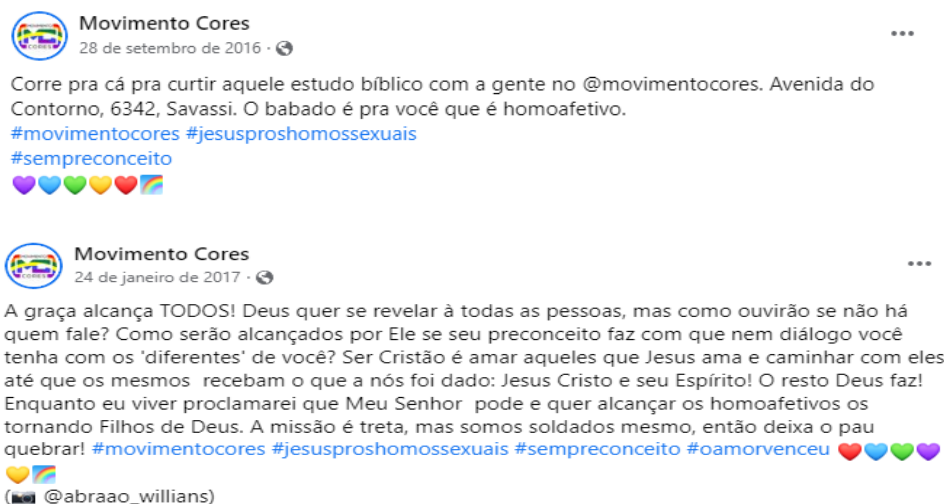 Movimento Cores
28 de setembro de 2016
Corre pra cá pra curtir aquele estudo bíblico com a gente no @movimentocores. Avenida do
Contorno, 6342, Savassi. O babado é pra você que é homoafetivo.
#movimentocores #jesusproshomossexuais
#sempreconceito
💜💙💚💛❤️🌈
Movimento Cores
24 de janeiro de 2017
A graça alcança TODOS! Deus quer se revelar à todas as pessoas, mas como ouvirão se não há
quem fale? Como serão alcançados por Ele se seu preconceito faz com que nem diálogo você
tenha com os 'diferentes' de você? Ser Cristão é amar aqueles que Jesus ama e caminhar com eles
até que os mesmos recebam o que a nós foi dado: Jesus Cristo e seu Espírito! O resto Deus faz!
Enquanto eu viver proclamarei que Meu Senhor pode e quer alcançar os homoafetivos os
tornando Filhos de Deus. A missão é treta, mas somos soldados mesmo, então deixa o pau
quebrar! #movimentocores #jesusproshomossexuais #sempreconceito #oamorvenceu ❤️💙💚💜
💛🌈
(📷 @abraao_willians)